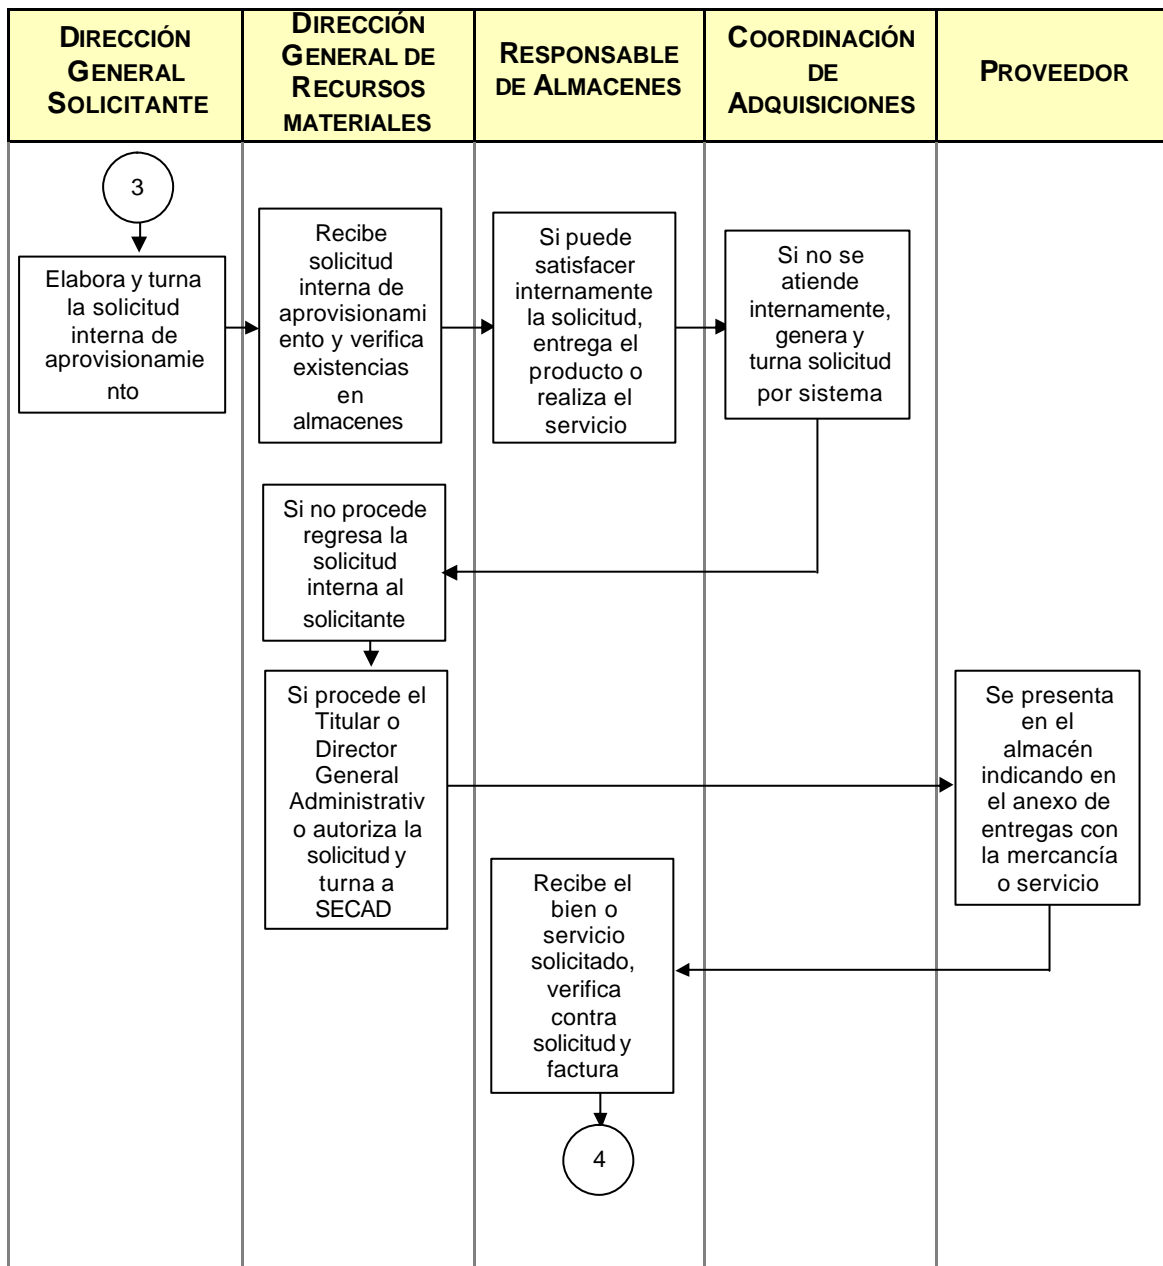 DIRECCIÓN
GENERAL
SOLICITANTE
DIRECCIÓN
GENERAL DE
RECURSOS
MATERIALES
RESPONSABLE
DE ALMACENES
COORDINACIÓN
DE
ADQUISICIONES
PROVEEDOR
3
Elabora y turna
la solicitud
interna de
aprovisionamie
nto
Recibe
solicitud
interna de
aprovisionami
ento y verifica
existencias
en
almacenes
Si puede
satisfacer
internamente
la solicitud,
entrega el
producto o
realiza el
servicio
Si no se
atiende
internamente,
genera y
turna solicitud
por sistema
Si no procede
regresa la
solicitud
interna al
solicitante
Si procede el
Titular o
Director
General
Administrativ
o autoriza la
solicitud y
turna a
SECAD
Se presenta
en el
almacén
indicando en
el anexo de
entregas con
la mercancía
o servicio
Recibe el
bien o
servicio
solicitado,
verifica
contra
solicitud y
factura
4